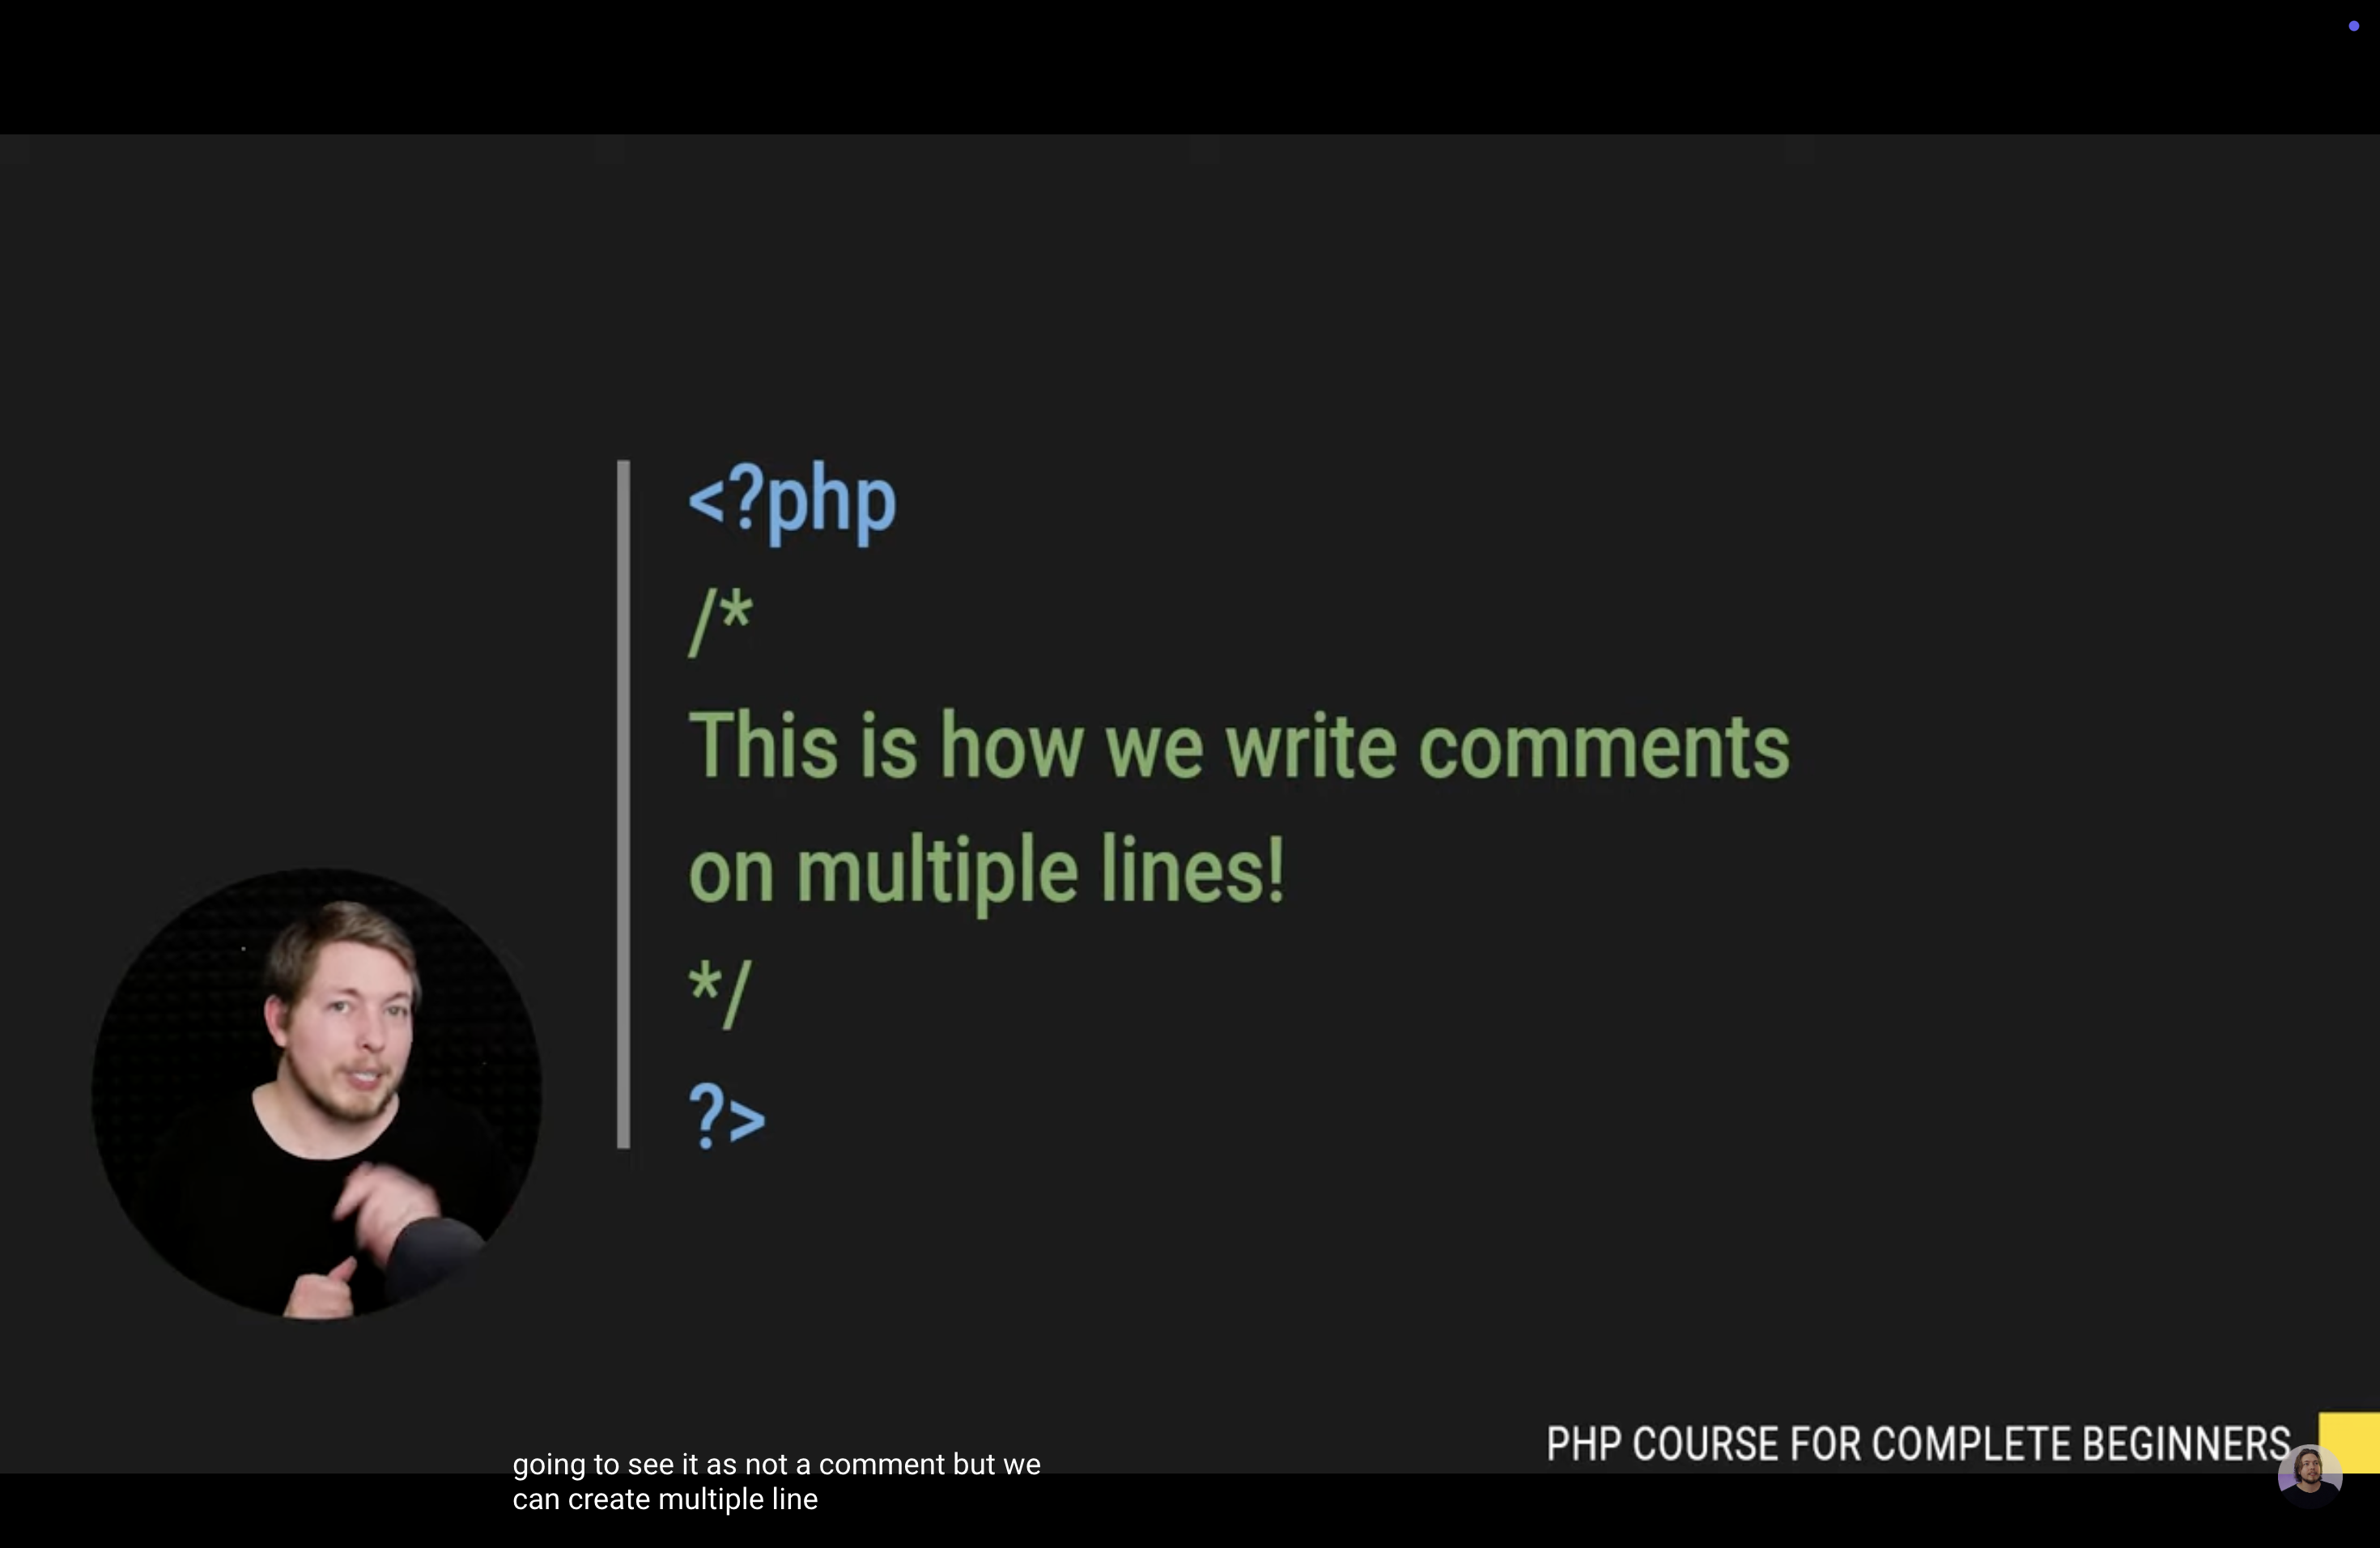 <?php
/*
This is how we write comments
on multiple lines!
*/
?>
PHP COURSE FOR COMPLETE BEGINNERS
going to see it as not a comment but we
can create multiple line